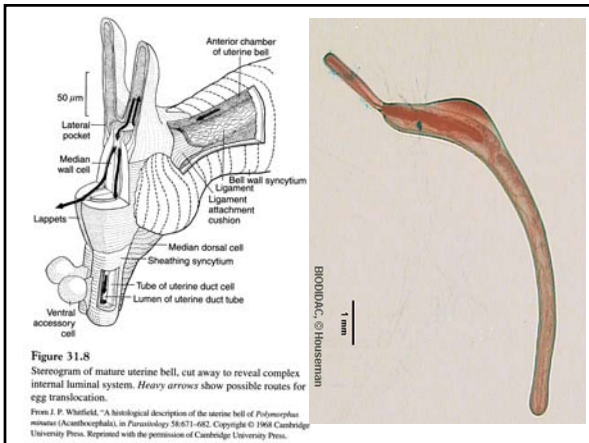 Anterior chamber
of uterine bell
50 µm
Lateral
pocket
Median
wall cell
Bell wall syncytium
Ligament
Ligament
attachment
cushion
Lappets
Median dorsal cell
Sheathing syncytium
Tube of uterine duct cell
Lumen of uterine duct tube
Ventral
accessory
cell
Figure 31.8
Stereogram of mature uterine bell, cut away to reveal complex
internal luminal system. Heavy arrows show possible routes for
egg translocation.
From J. P. Whitfield, "A histological description of the uterine bell of Polymorphus
minutus (Acanthocephala), in Parasitology 58:671–682. Copyright © 1968 Cambridge
University Press. Reprinted with the permission of Cambridge University Press.
1 mm
BIODIDAC, © Houseman